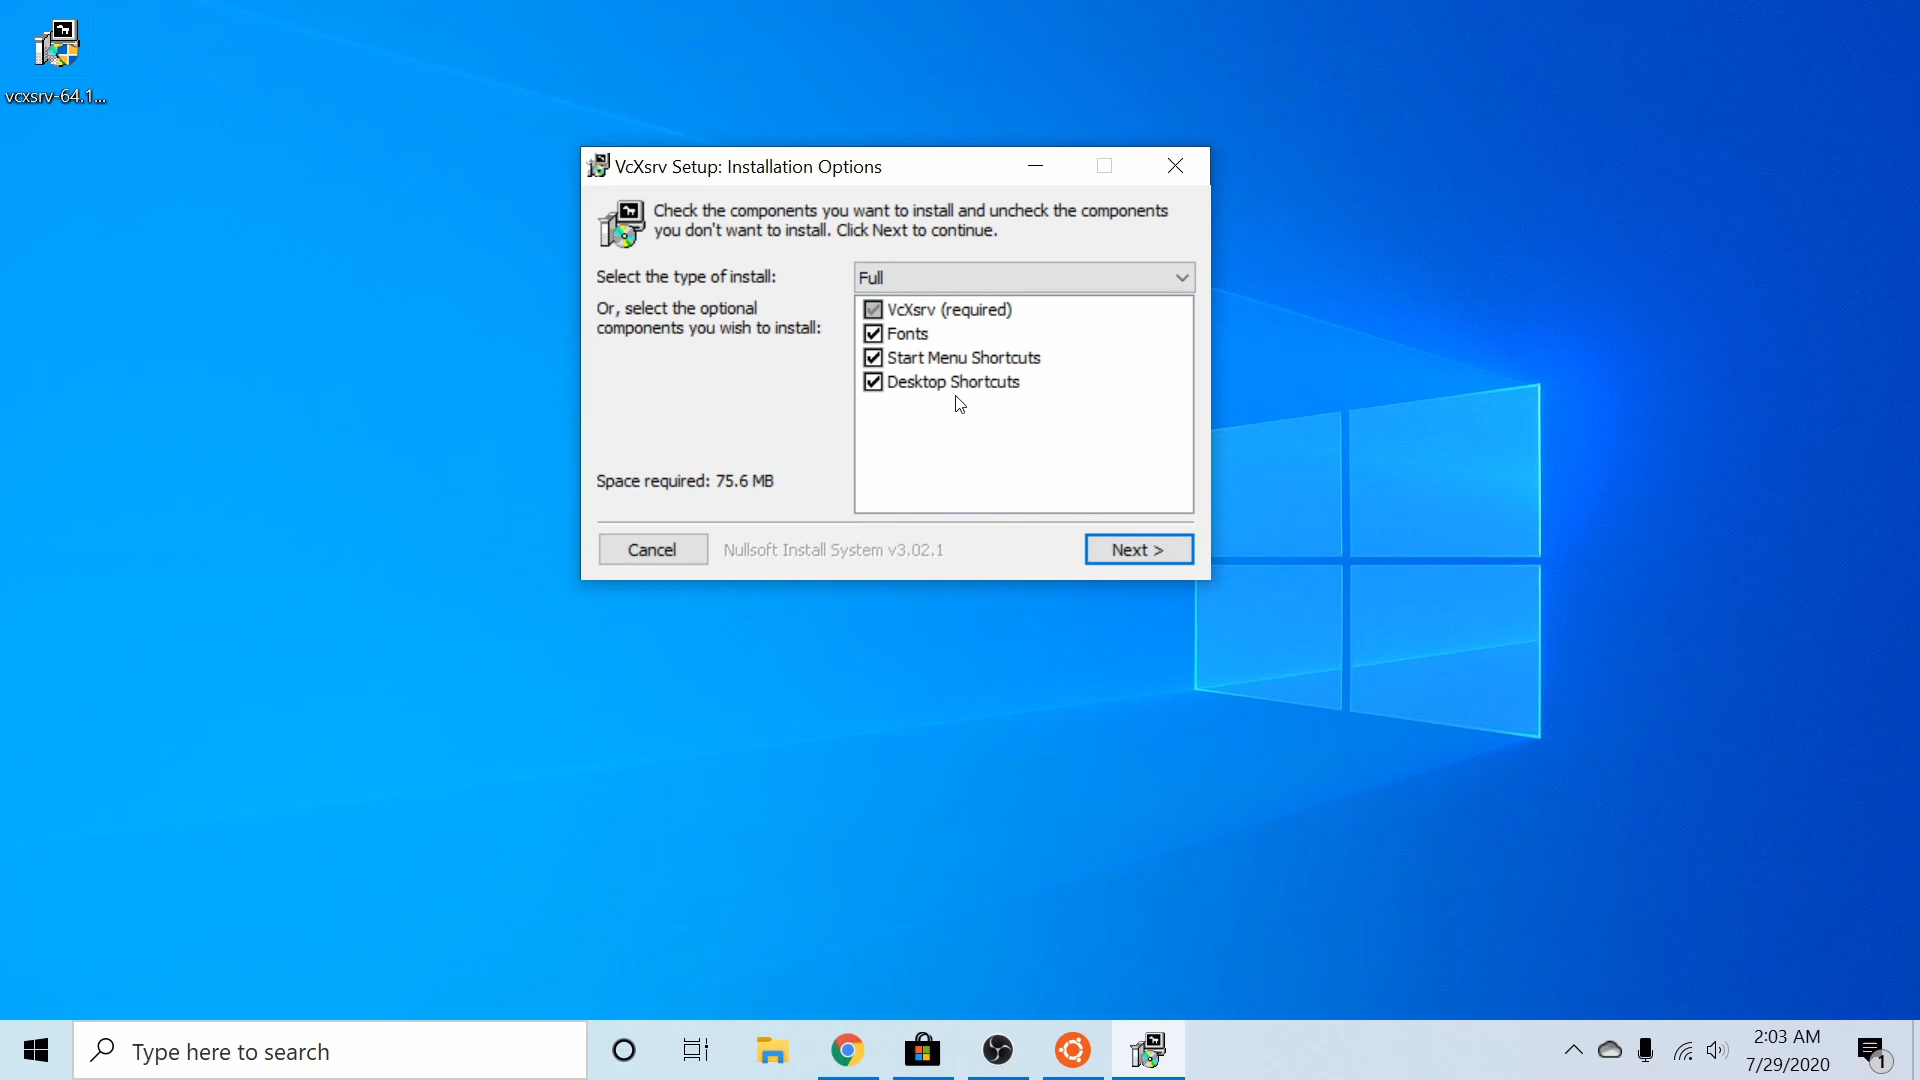 vcxsrv-64.1...
VcXsrv Setup: Installation Options
Check the components you want to install and uncheck the components
you don't want to install. Click Next to continue.
Select the type of install:
Full
Or, select the optional
components you wish to install:
VcXsrv (required)
Fonts
Start Menu Shortcuts
Desktop Shortcuts
Space required: 75.6 MB
Cancel
Nullsoft Install System v3.02.1
Next >
Type here to search
2:03 AM
7/29/2020
1